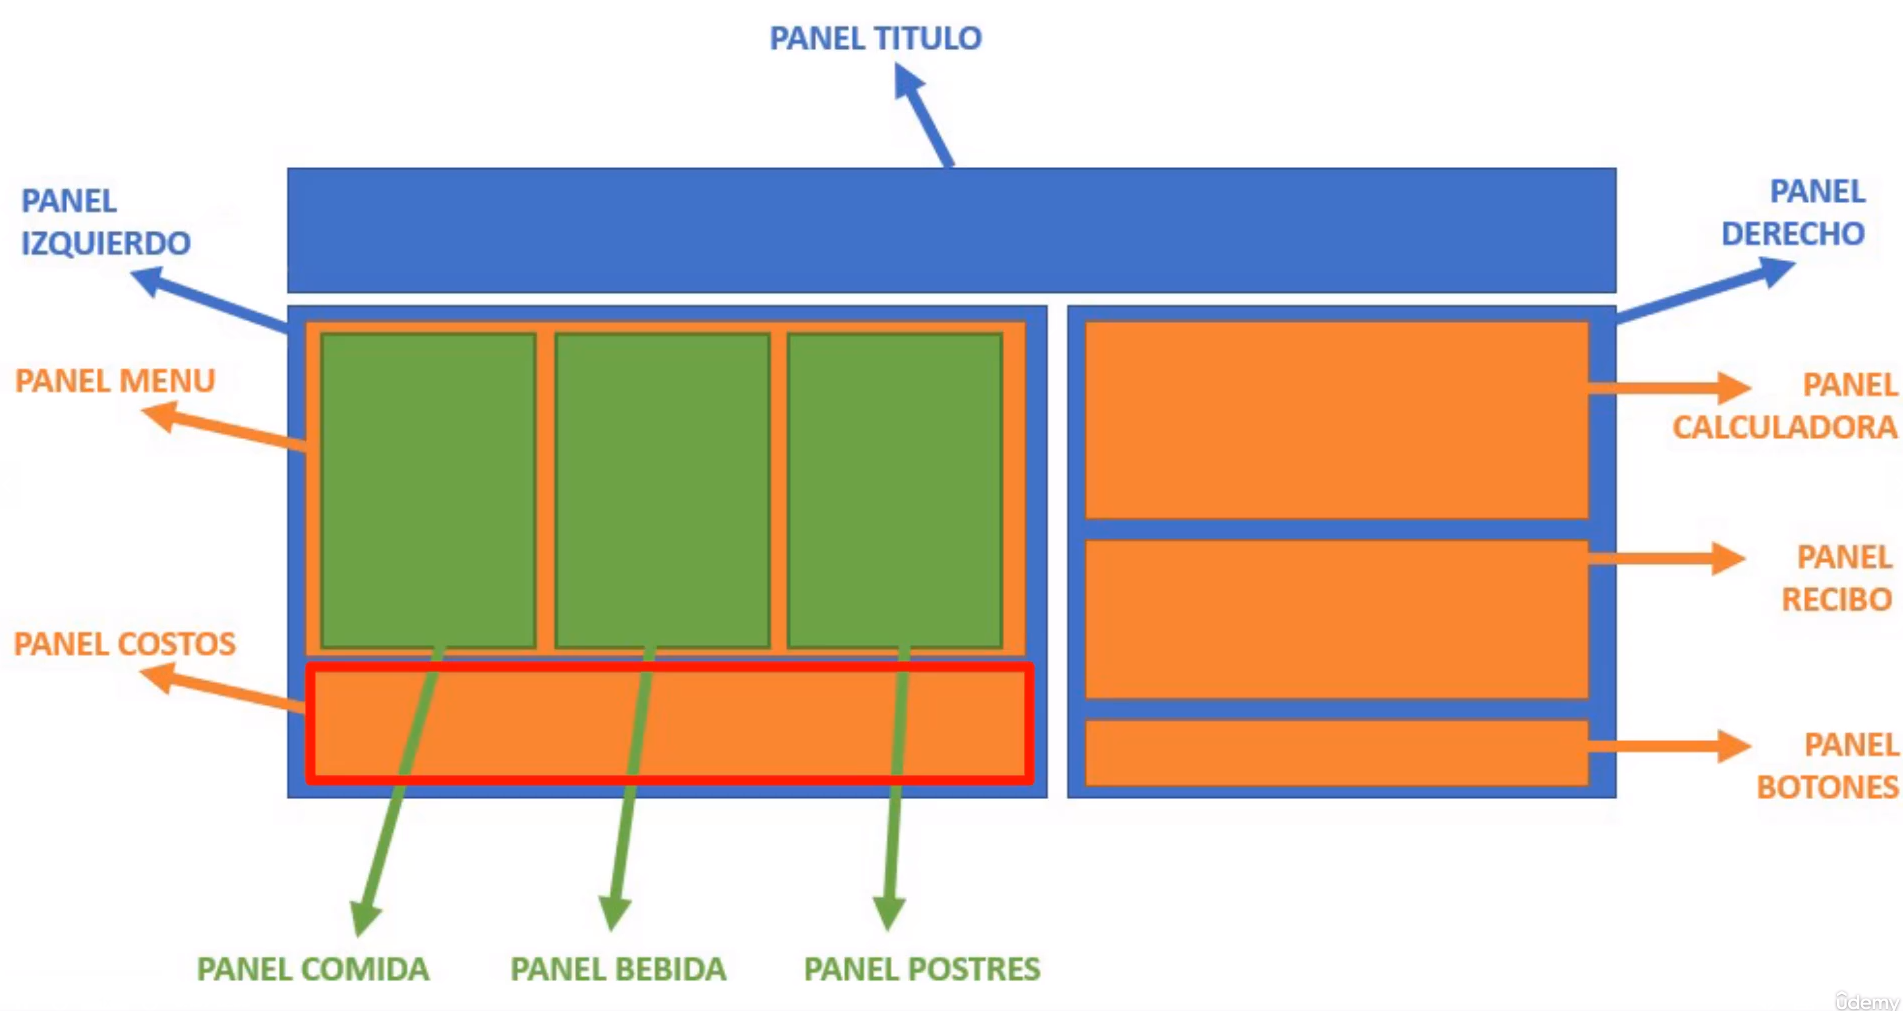 PANEL TITULO
PANEL
IZQUIERDO
PANEL
DERECHO
PANEL MENU
PANEL
CALCULADORA
PANEL
RECIBO
PANEL COSTOS
PANEL
BOTONES
PANEL COMIDA
PANEL BEBIDA
PANEL POSTRES
ûdemy